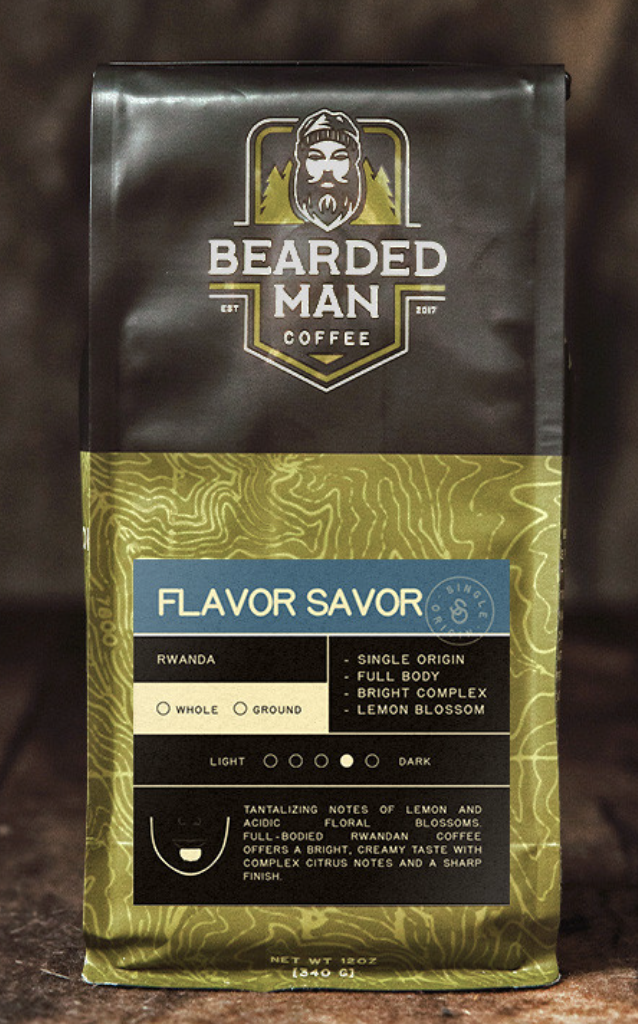 BEARDED
MAN
EST
2017
COFFEE
1800
FLAVOR SAVOR
SINGLE
ORIGIN
SO
RWANDA
- SINGLE ORIGIN
- FULL BODY
- BRIGHT COMPLEX
- LEMON BLOSSOM
WHOLE GROUND
LIGHT DARK
TANTALIZING NOTES OF LEMON AND
ACIDIC FLORAL BLOSSOMS.
FULL-BODIED RWANDAN COFFEE
OFFERS A BRIGHT, CREAMY TASTE WITH
COMPLEX CITRUS NOTES AND A SHARP
FINISH.
NET WT 12OZ
[340 G]